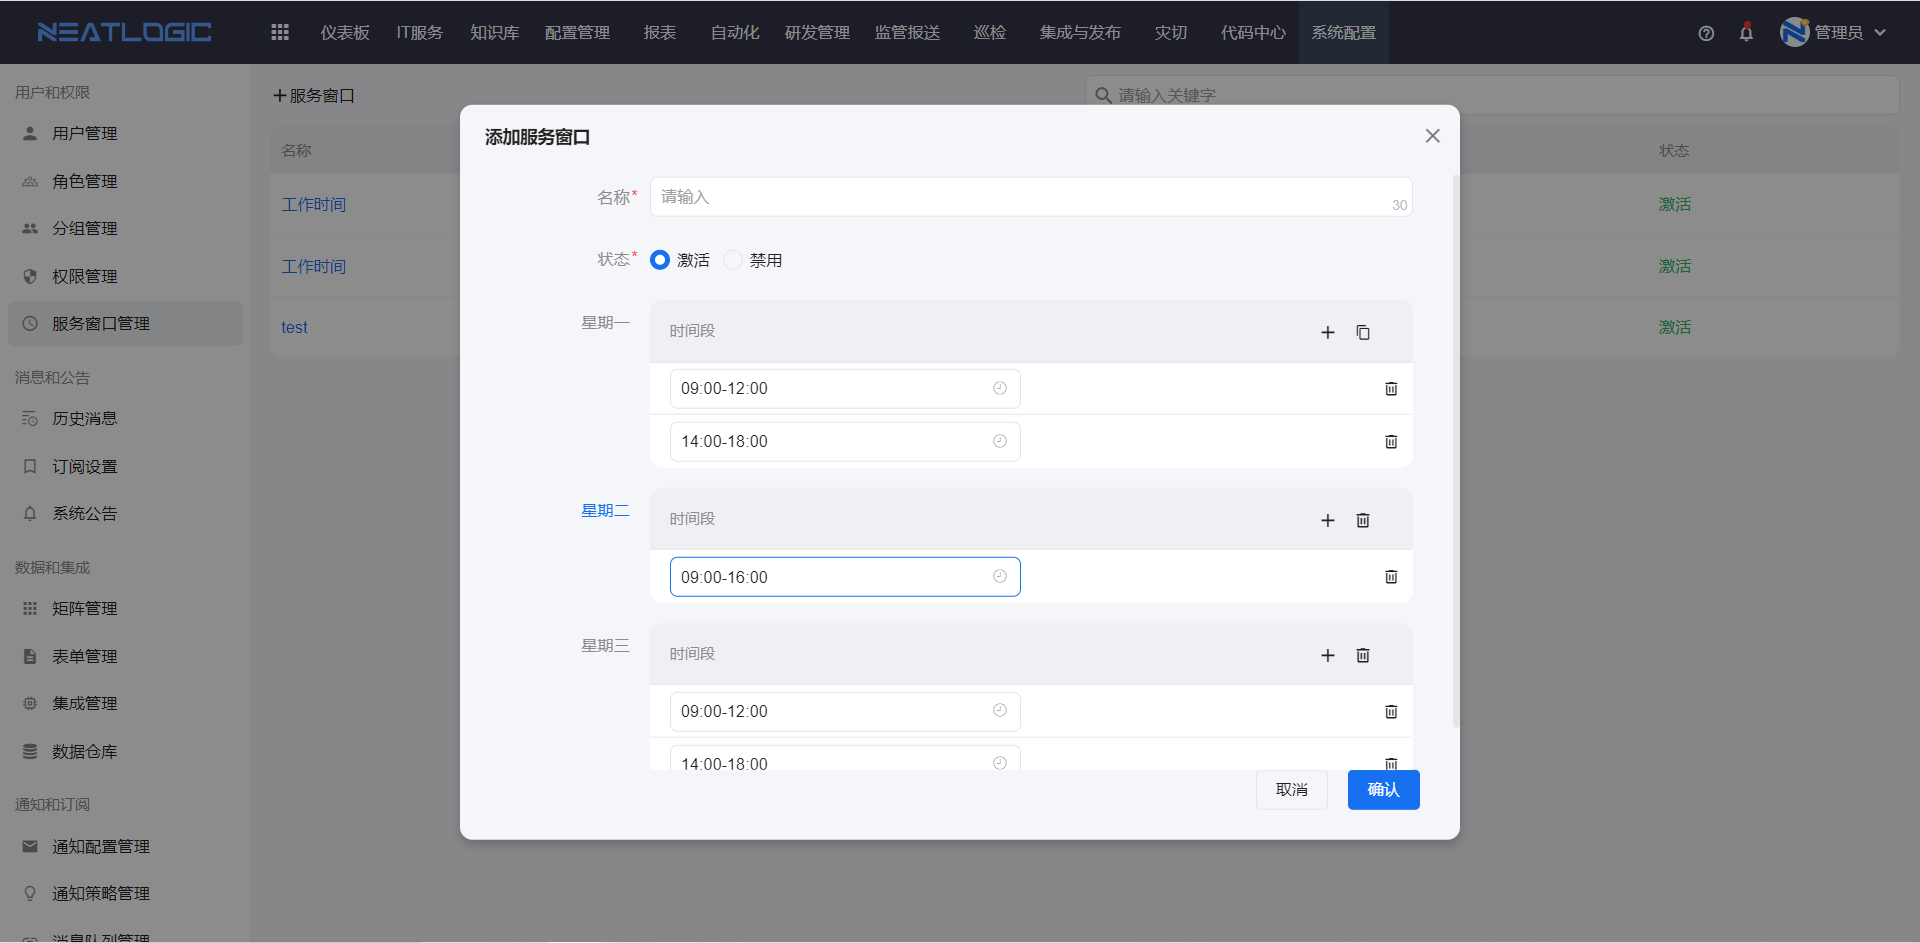 NEATLOGIC
仪表板 IT服务 知识库 配置管理 报表 自动化 研发管理 监管报送 巡检 集成与发布 灾切 代码中心 系统配置 管理员
用户和权限
用户管理
角色管理
分组管理
权限管理
服务窗口管理
消息和公告
历史消息
订阅设置
系统公告
数据和集成
矩阵管理
表单管理
集成管理
数据仓库
通知和订阅
通知配置管理
通知策略管理
消息队列管理
服务窗口
请输入关键字
名称 状态
工作时间 激活
工作时间 激活
test 激活
添加服务窗口
名称* 请输入 30
状态* 激活 禁用
星期一 时间段
09:00-12:00
14:00-18:00
星期二 时间段
09:00-16:00
星期三 时间段
09:00-12:00
14:00-18:00
取消 确认